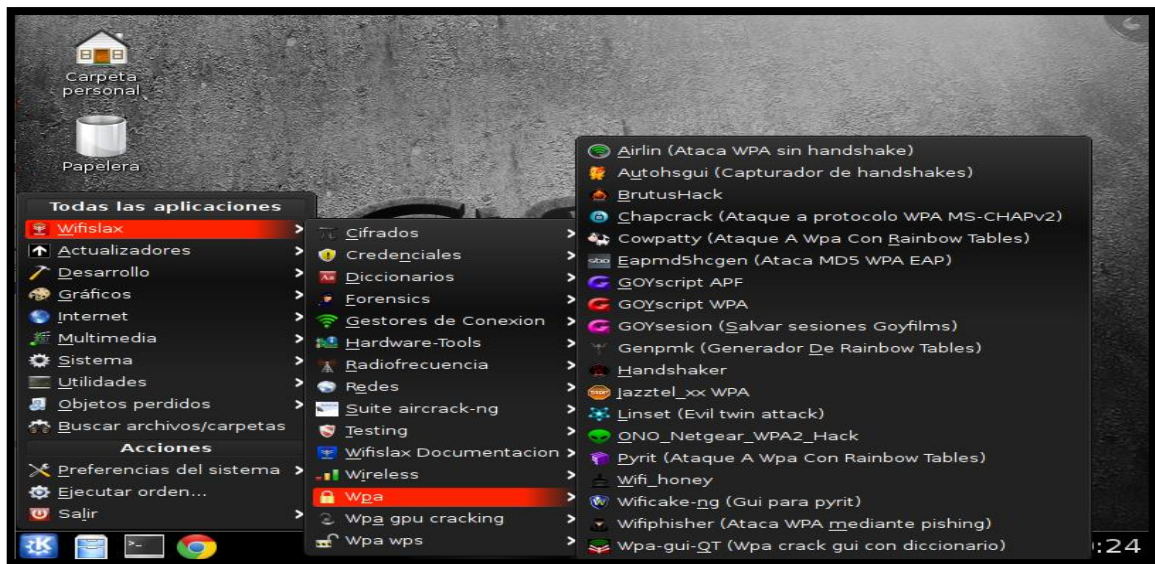 Carpeta
personal
Papelera
Todas las aplicaciones
Wifislax
Actualizadores
Desarrollo
Gráficos
Internet
Multimedia
Sistema
Utilidades
Objetos perdidos
Buscar archivos/carpetas
Acciones
Preferencias del sistema
Ejecutar orden...
Salir
Cifrados
Credenciales
Diccionarios
Forensics
Gestores de Conexion
Hardware-Tools
Radiofrecuencia
Redes
Suite aircrack-ng
Testing
Wifislax Documentacion
Wireless
Wpa
Wpa gpu cracking
Wpa wps
Airlin (Ataca WPA sin handshake)
Autohsgui (Capturador de handshakes)
BrutusHack
Chapcrack (Ataque a protocolo WPA MS-CHAPv2)
Cowpatty (Ataque A Wpa Con Rainbow Tables)
Eapmd5hcgen (Ataca MD5 WPA EAP)
GOYscript APF
GOYscript WPA
GOYsesion (Salvar sesiones Goyfilms)
Genpmk (Generador De Rainbow Tables)
Handshaker
Jazztel_xx WPA
Linset (Evil twin attack)
ONO_Netgear_WPA2_Hack
Pyrit (Ataque A Wpa Con Rainbow Tables)
Wifi_honey
Wificake-ng (Gui para pyrit)
Wifiphisher (Ataca WPA mediante pishing)
Wpa-gui-QT (Wpa crack gui con diccionario)
:24